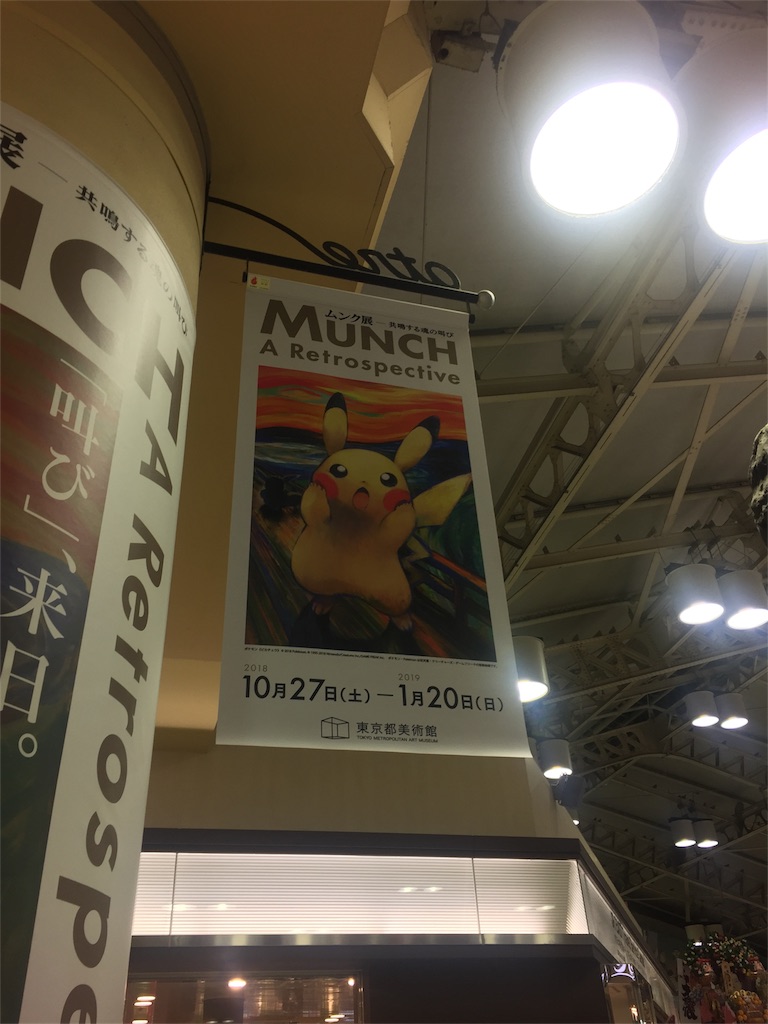 展 ― 共鳴する魂の叫び
NCH A Retrospe
「叫び」、来日。
atre
ムンク展 ― 共鳴する魂の叫び
MUNCH
A Retrospective
2018 2019
10月27日(土)―1月20日(日)
東京都美術館
TOKYO METROPOLITAN ART MUSEUM